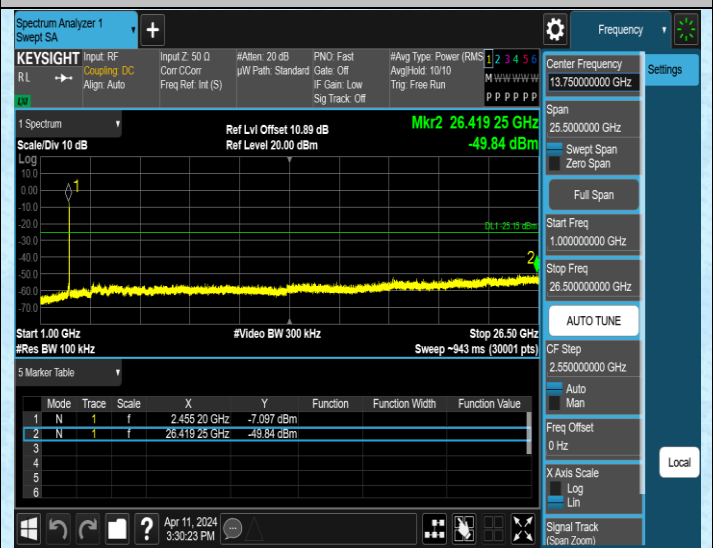 Spectrum Analyzer 1
Swept SA
+
Frequency
KEYSIGHT
RL
LXI
Input: RF
Coupling: DC
Align: Auto
Input Z: 50 Ω
Corr CCorr
Freq Ref: Int (S)
#Atten: 20 dB
µW Path: Standard
PNO: Fast
Gate: Off
IF Gain: Low
Sig Track: Off
#Avg Type: Power (RMS
Avg|Hold: 10/10
Trig: Free Run
1 2 3 4 5 6
M W W W W W
P P P P P P
1 Spectrum
Scale/Div 10 dB
Ref Lvl Offset 10.89 dB
Ref Level 20.00 dBm
Mkr2 26.419 25 GHz
-49.84 dBm
Log
10.0
0.00
-10.0
-20.0
-30.0
-40.0
-50.0
-60.0
-70.0
1
DL1 -25.15 dBm
2
Start 1.00 GHz
#Res BW 100 kHz
#Video BW 300 kHz
Stop 26.50 GHz
Sweep ~943 ms (30001 pts)
5 Marker Table
Mode Trace Scale X Y Function Function Width Function Value
1 N 1 f 2.455 20 GHz -7.097 dBm
2 N 1 f 26.419 25 GHz -49.84 dBm
3
4
5
6
?
Apr 11, 2024
3:30:23 PM
Center Frequency
13.750000000 GHz
Span
25.5000000 GHz
Swept Span
Zero Span
Full Span
Start Freq
1.000000000 GHz
Stop Freq
26.500000000 GHz
AUTO TUNE
CF Step
2.550000000 GHz
Auto
Man
Freq Offset
0 Hz
X Axis Scale
Log
Lin
Signal Track
(Span Zoom)
Settings
Local